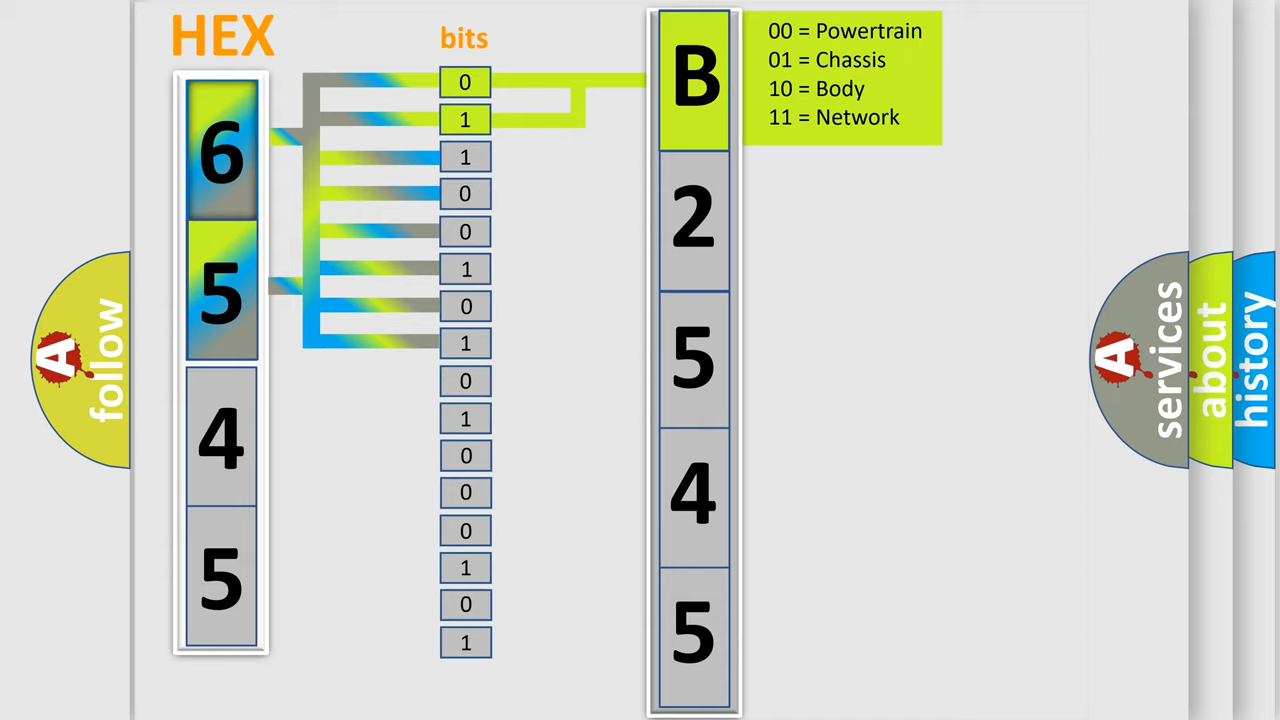 HEX
bits
6
5
4
5
0
1
1
0
0
1
0
1
0
1
0
0
0
1
0
1
B
2
5
4
5
00 = Powertrain
01 = Chassis
10 = Body
11 = Network
A
follow
A
services
about
history